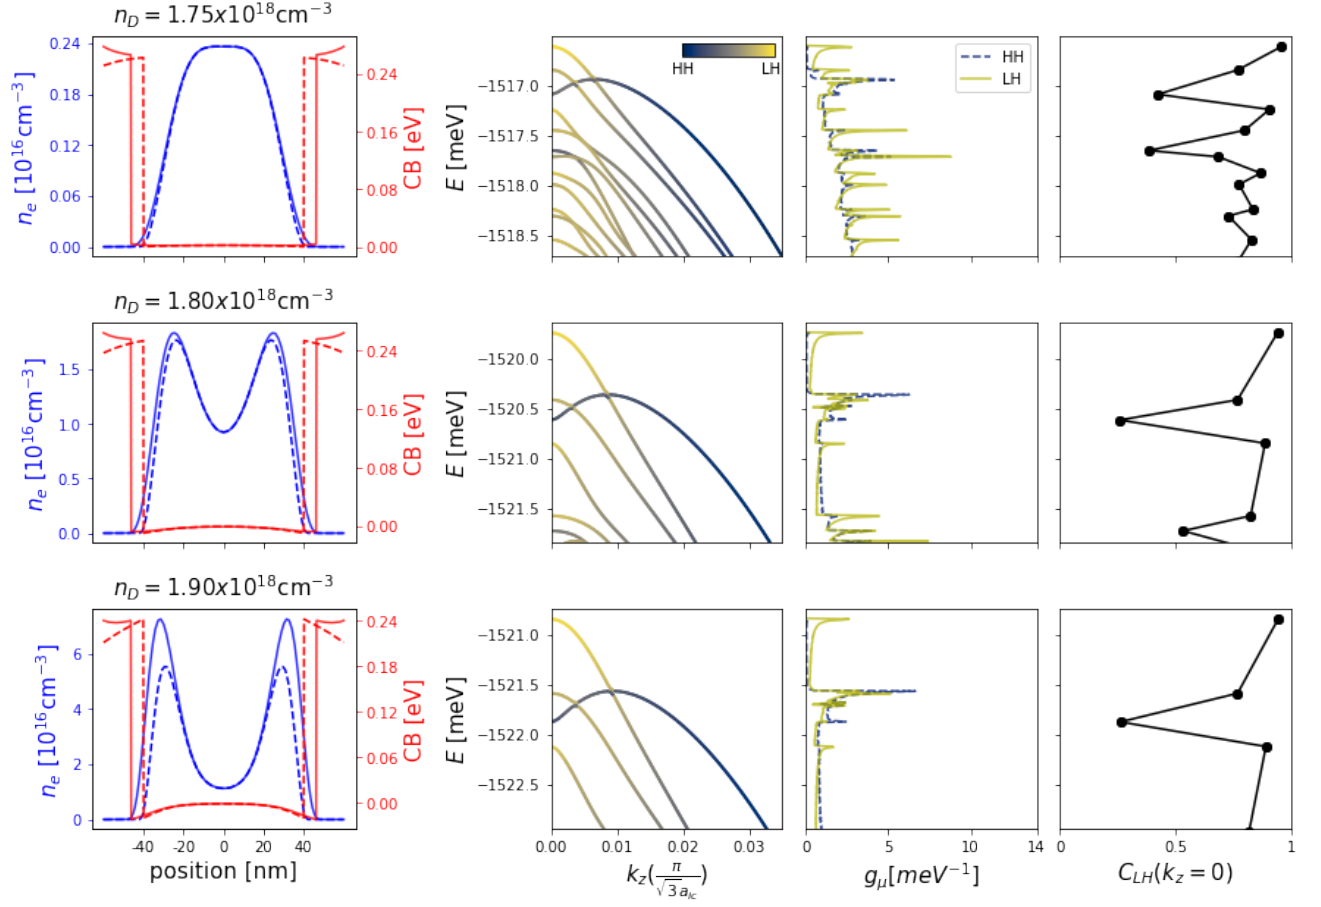 n_D = 1.75x10^18 cm^−3
0.24
0.18
0.12
0.06
0.00
n_e [10^16 cm^−3]
0.24
0.16
0.08
0.00
CB [eV]
−1517.0
−1517.5
−1518.0
−1518.5
E [meV]
HH LH
HH
LH
n_D = 1.80x10^18 cm^−3
1.5
1.0
0.5
0.0
n_e [10^16 cm^−3]
0.24
0.16
0.08
0.00
CB [eV]
−1520.0
−1520.5
−1521.0
−1521.5
E [meV]
n_D = 1.90x10^18 cm^−3
6
4
2
0
n_e [10^16 cm^−3]
0.24
0.18
0.12
0.06
0.00
CB [eV]
−1521.0
−1521.5
−1522.0
−1522.5
E [meV]
-40 -20 0 20 40
position [nm]
0.00 0.01 0.02 0.03
k_z(π/√3a_lc)
0 5 10 14
g_μ[meV^−1]
0 0.5 1
C_LH(k_z = 0)